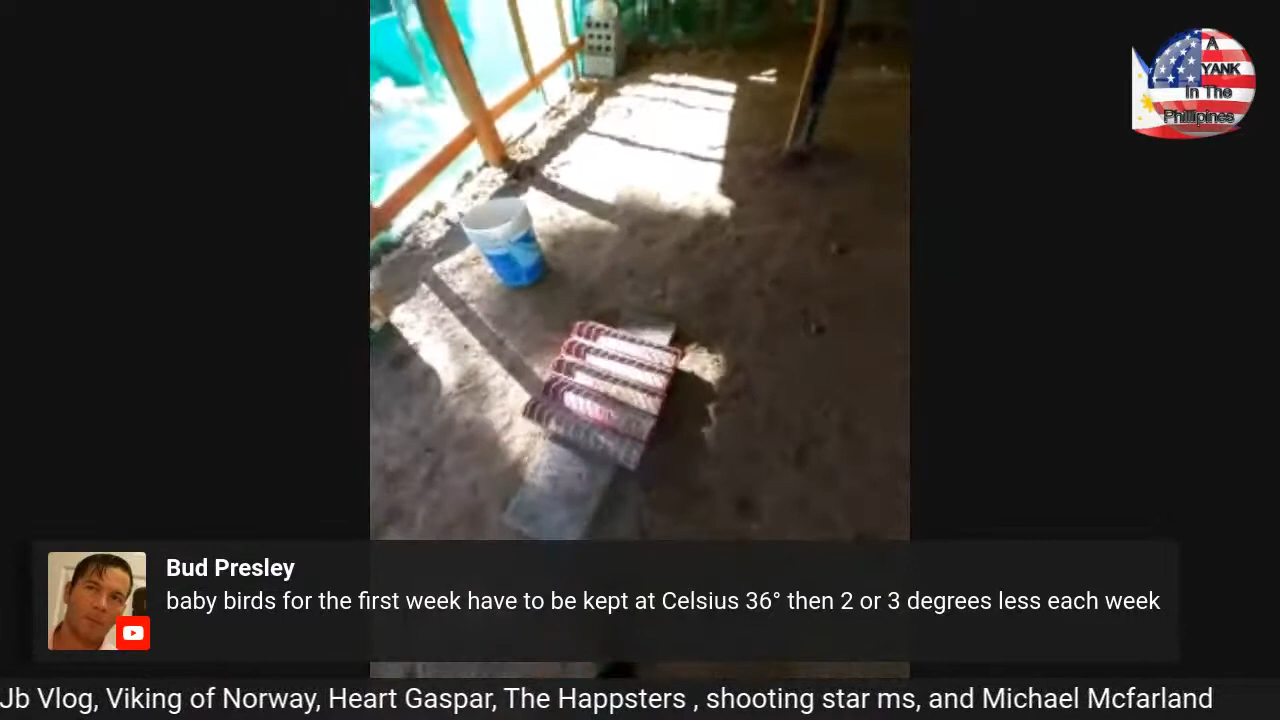 A
YANK
In The
Phillipines
Bud Presley
baby birds for the first week have to be kept at Celsius 36° then 2 or 3 degrees less each week
Jb Vlog, Viking of Norway, Heart Gaspar, The Happsters , shooting star ms, and Michael Mcfarland